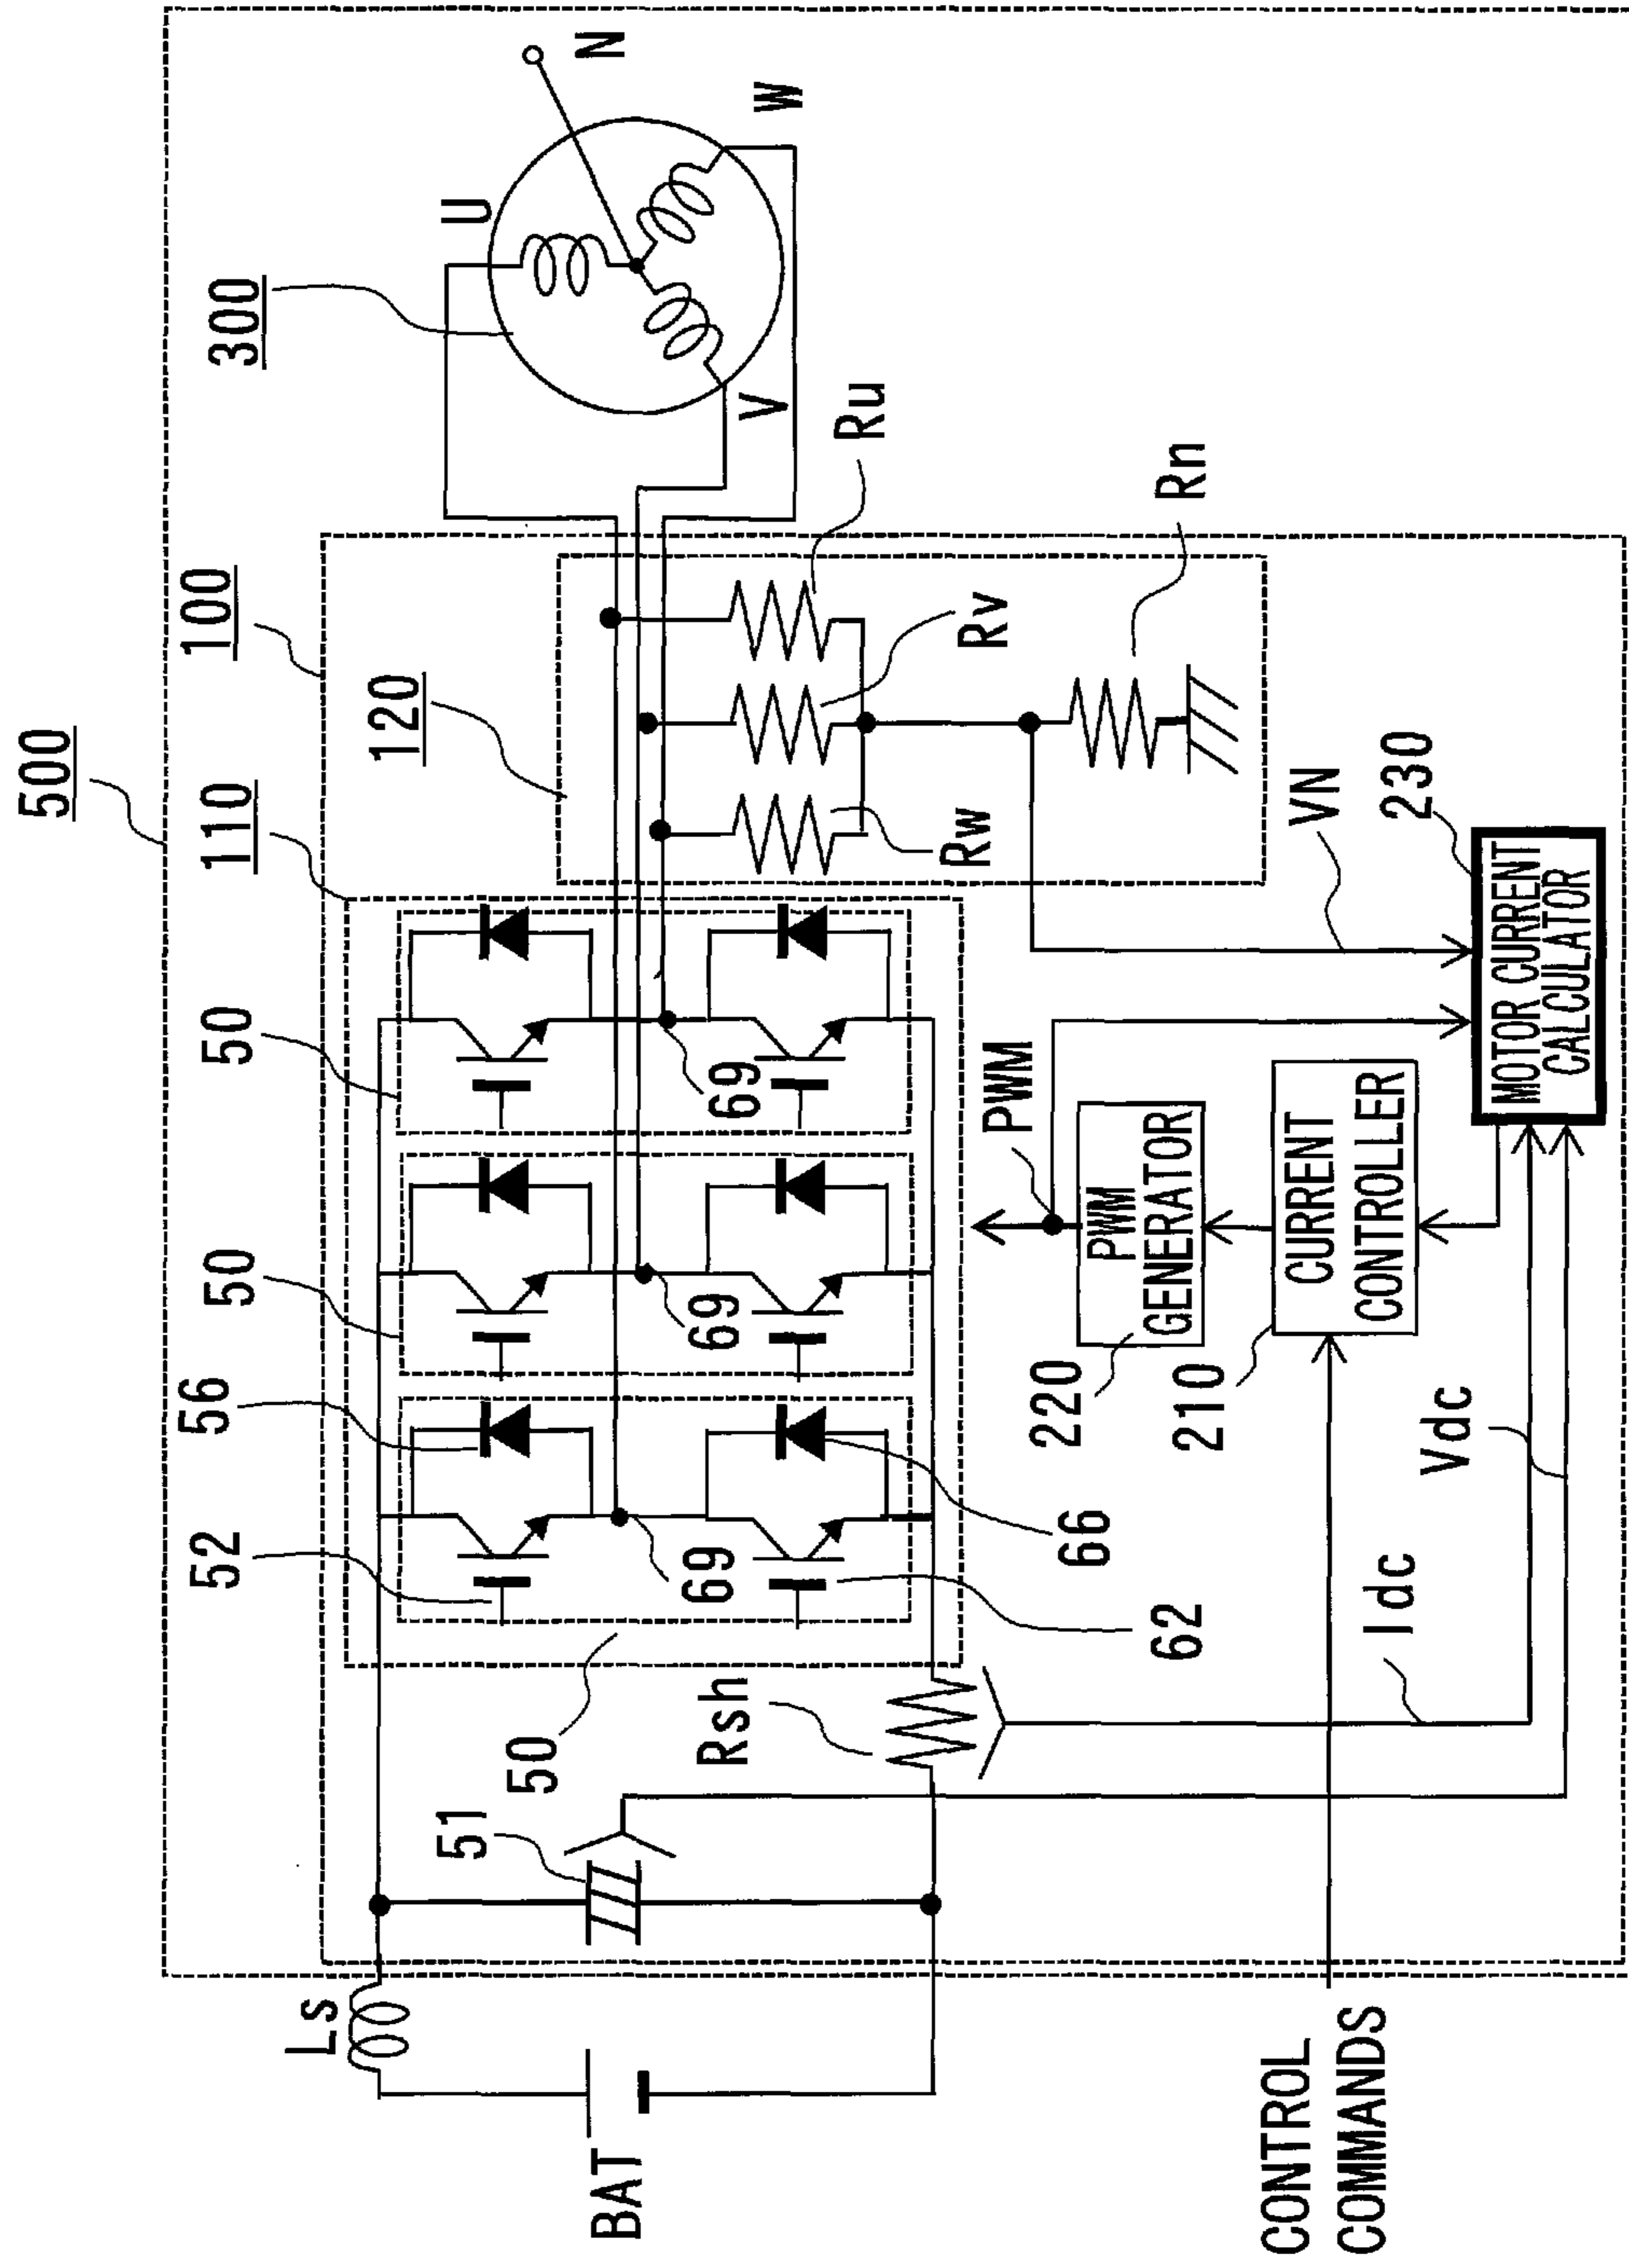 500
100
110
120
300
U
N
W
V
50
50
56
52
50
51
Ls
BAT
69
69
69
66
62
Rsh
Ru
Rv
Rw
Rn
VN
PWM
PWM
GENERATOR
220
CURRENT
CONTROLLER
210
MOTOR CURRENT
CALCULATOR
230
Vdc
Idc
CONTROL
COMMANDS